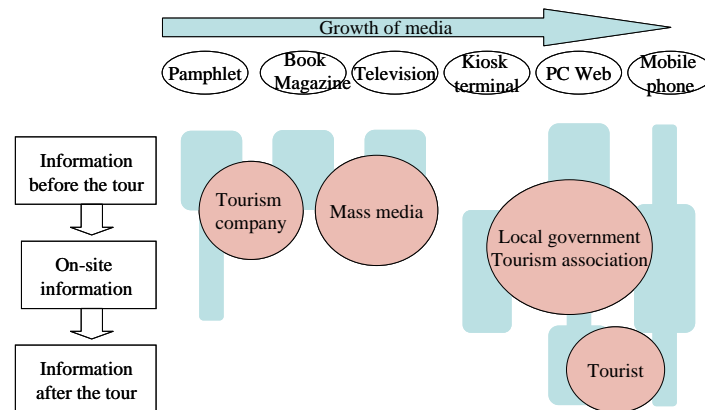 Growth of media
Pamphlet
Book
Magazine
Television
Kiosk
terminal
PC Web
Mobile
phone
Information
before the tour
Tourism
company
Mass media
On-site
information
Local government
Tourism association
Information
after the tour
Tourist